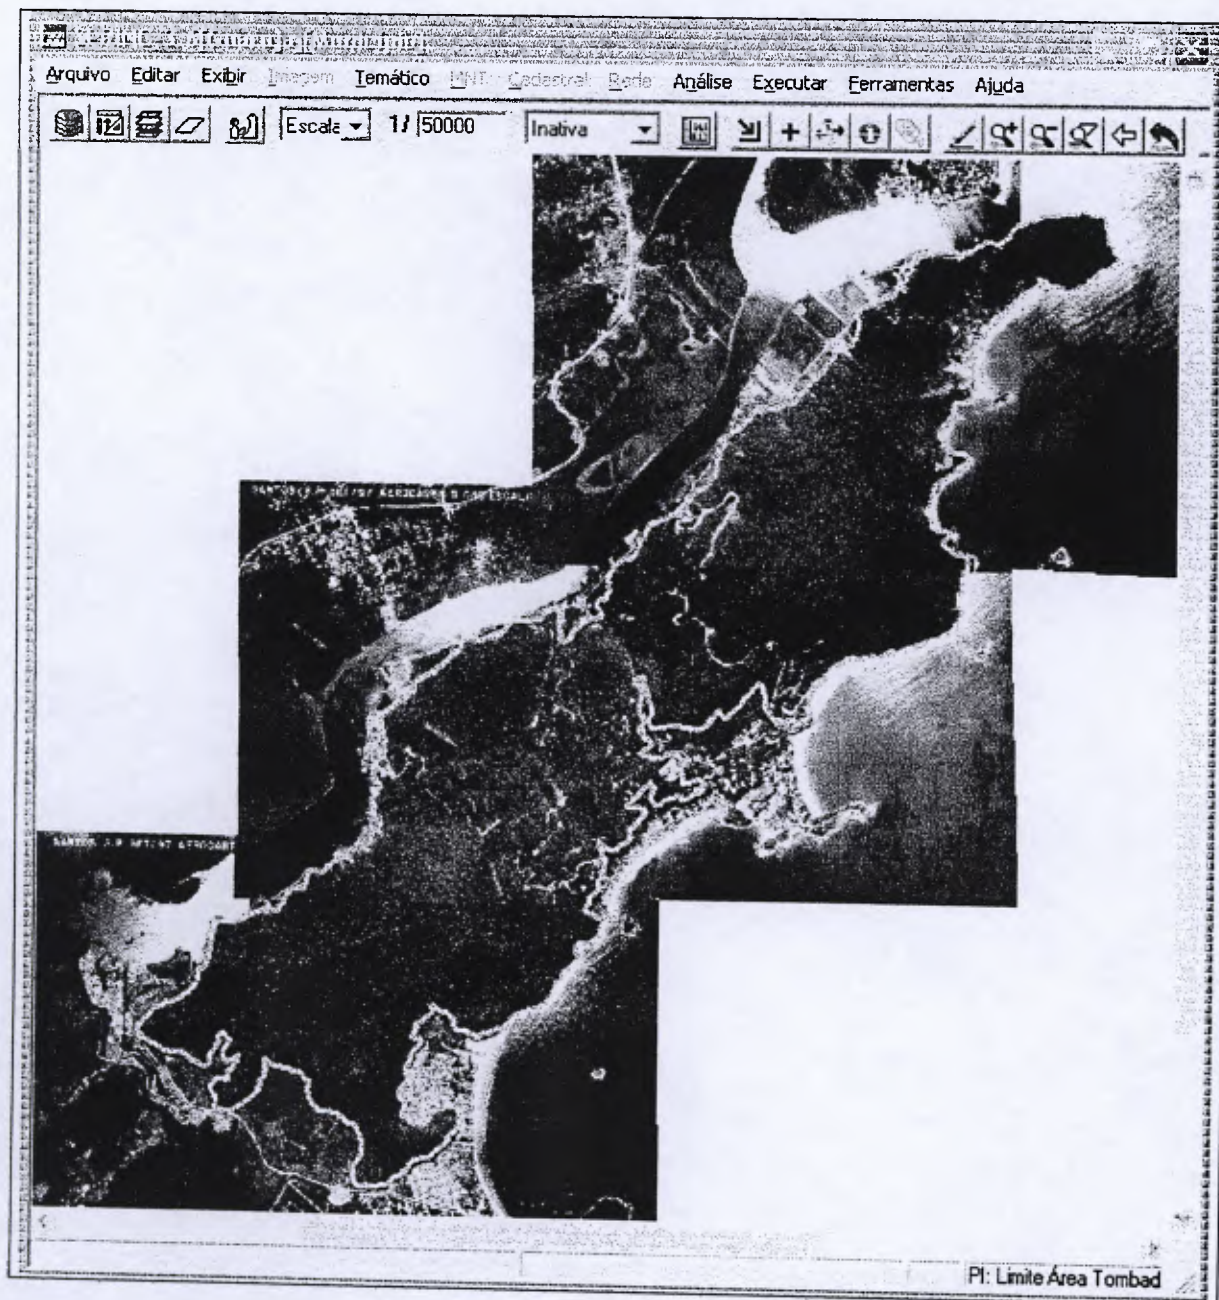 Arquivo Editar Exibir Imagem Temático MNT Cadastral Rede Análise Executar Ferramentas Ajuda
Escala 1/ 50000 Inativa
PI: Limite Área Tombad